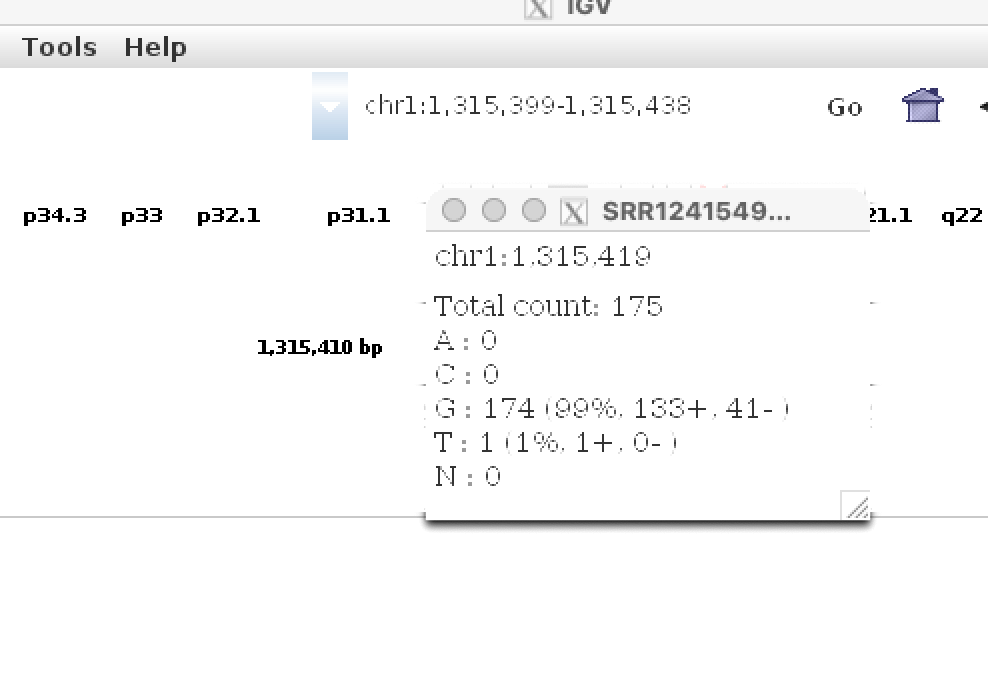 IGV
Tools Help
chr1:1,315,399-1,315,438 Go
p34.3 p33 p32.1 p31.1 21.1 q22
SRR1241549...
chr1:1,315,419
Total count: 175
A : 0
C : 0
G : 174 (99%, 133+, 41- )
T : 1 (1%, 1+, 0- )
N : 0
1,315,410 bp